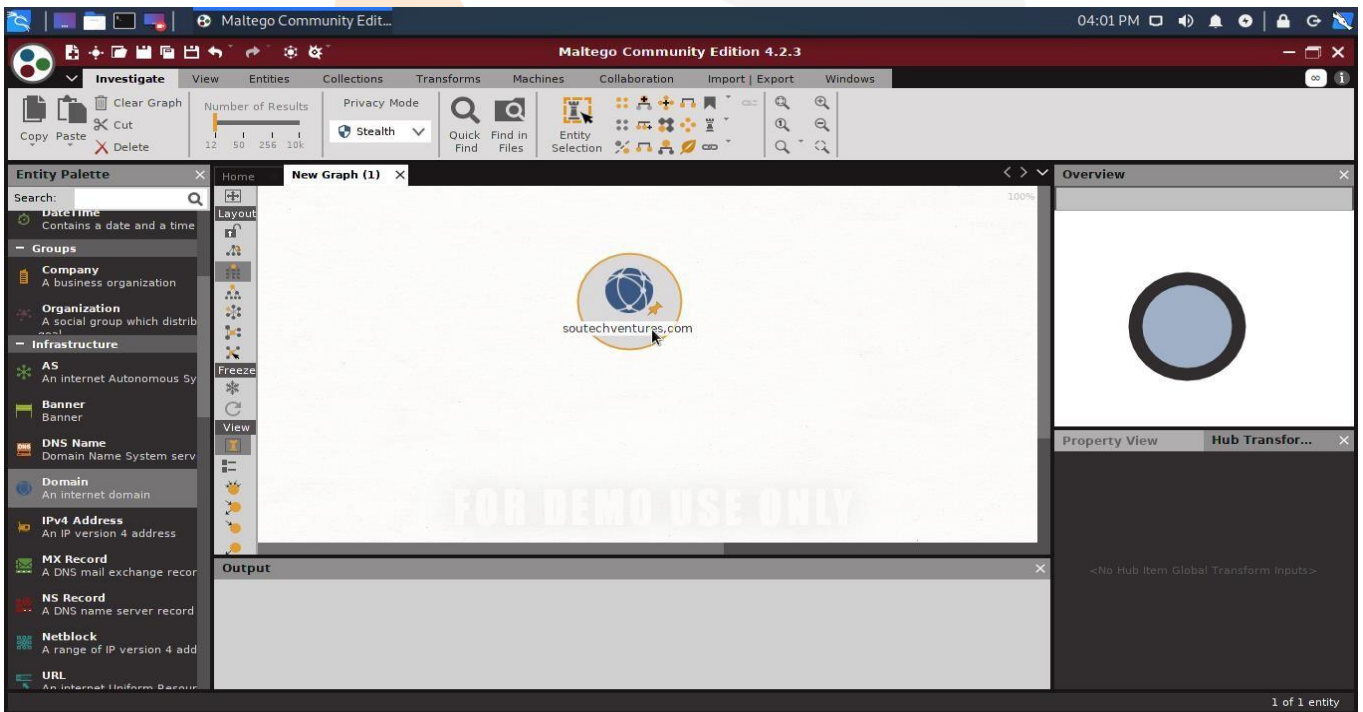 Maltego Community Edit...
04:01 PM
Maltego Community Edition 4.2.3
Investigate View Entities Collections Transforms Machines Collaboration Import | Export Windows
Copy Paste
Clear Graph
Cut
Delete
Number of Results
12 50 256 10k
Privacy Mode
Stealth
Quick Find
Find in Files
Entity Selection
Entity Palette
Search:
DateTime
Contains a date and a time
Groups
Company
A business organization
Organization
A social group which distrib
Infrastructure
AS
An internet Autonomous Sy
Banner
Banner
DNS Name
Domain Name System serv
Domain
An internet domain
IPv4 Address
An IP version 4 address
MX Record
A DNS mail exchange recor
NS Record
A DNS name server record
Netblock
A range of IP version 4 add
URL
An internet Uniform Resour
Home New Graph (1)
Layout
Freeze
View
100%
soutechventures.com
FOR DEMO USE ONLY
Output
Overview
Property View Hub Transfor...
<No Hub Item Global Transform Inputs>
1 of 1 entity